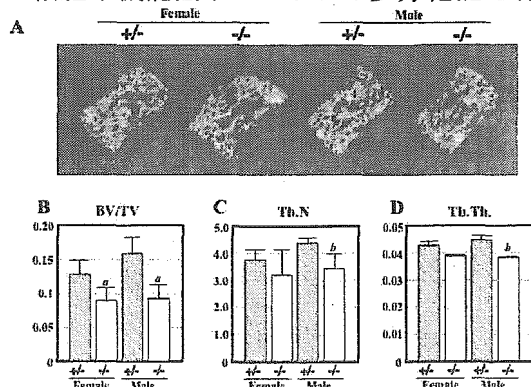 Female Male
A +/- -/- +/- -/-
B BV/TV
0.20
0.15
0.1
0.05
a a
+/- -/- +/- -/-
Female Male
C Tb.N
5.0
4.0
3.0
2.0
1.0
0.0
b
+/- -/- +/- -/-
Female Male
D Tb.Th.
0.05
0.04
0.03
0.02
0.01
0
b
+/- -/- +/- -/-
Female Male